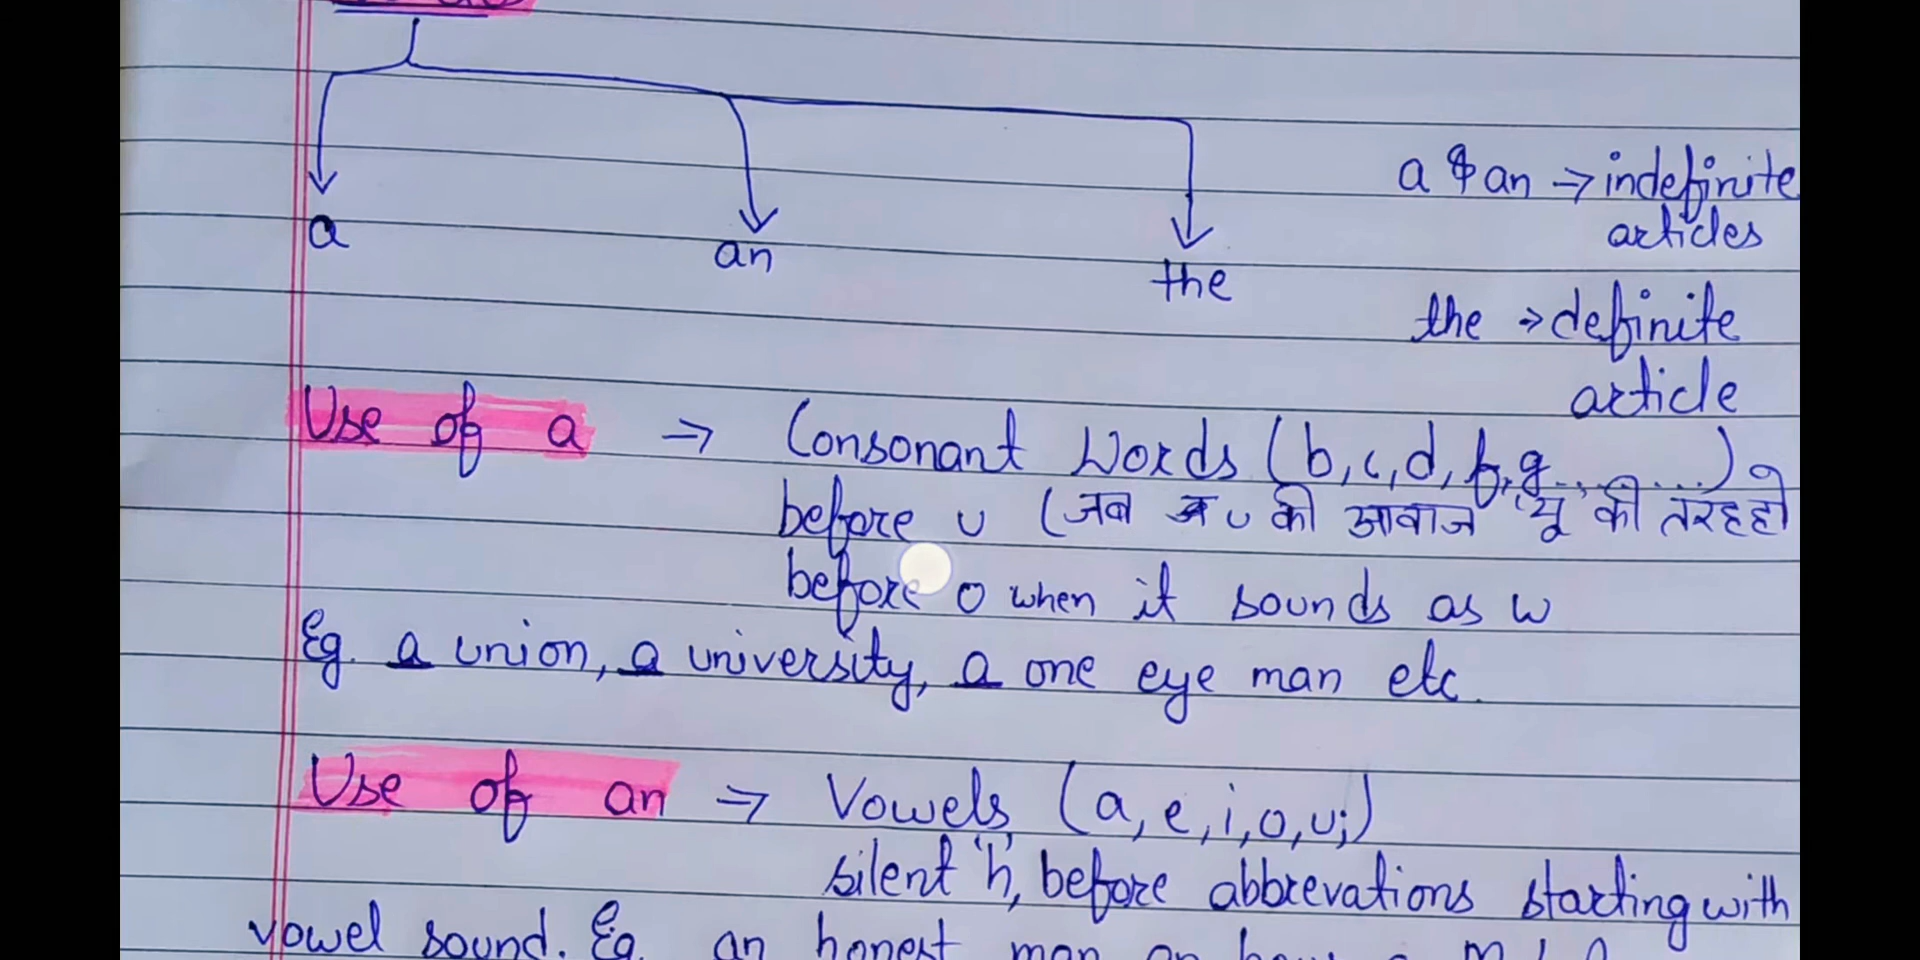 a
an
the
a & an → indefinite
articles
the → definite
article
Use of a ⇒ Consonant Words (b, c, d, f, g.........)
before u (जब u की आवाज 'यू' की तरह हो
before o when it sounds as w
Eg. a union, a university, a one eye man etc.
Use of an ⇒ Vowels (a, e, i, o, u,)
silent 'h', before abbrevations starting with
vowel sound. Eg. an honest man